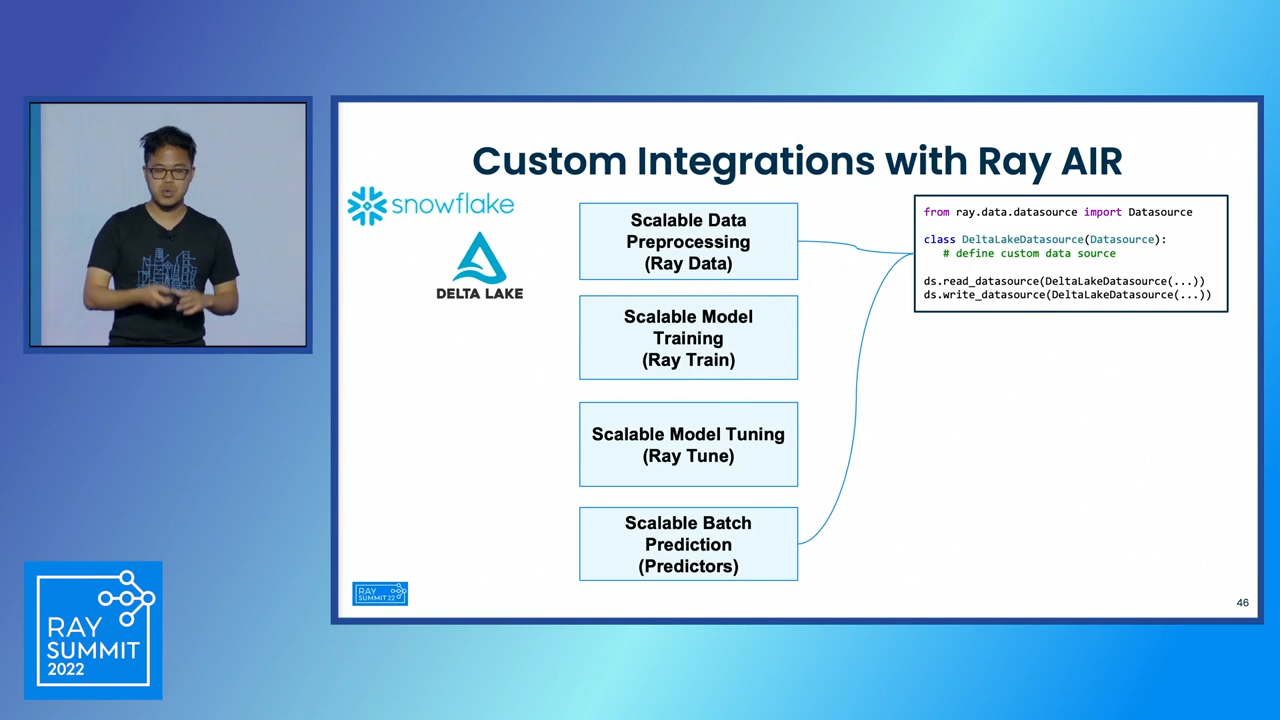 Custom Integrations with Ray AIR
snowflake
DELTA LAKE
Scalable Data
Preprocessing
(Ray Data)
Scalable Model
Training
(Ray Train)
Scalable Model Tuning
(Ray Tune)
Scalable Batch
Prediction
(Predictors)
from ray.data.datasource import Datasource
class DeltaLakeDatasource(Datasource):
# define custom data source
ds.read_datasource(DeltaLakeDatasource(...))
ds.write_datasource(DeltaLakeDatasource(...))
RAY
SUMMIT 22
46
RAY
SUMMIT
2022